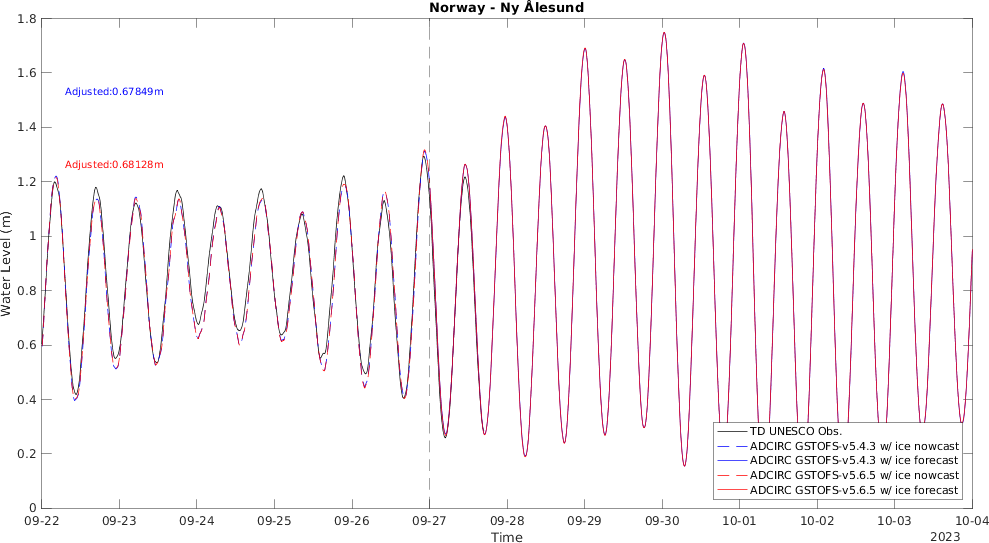 Norway - Ny Ålesund
1.8
1.6
1.4
1.2
1
0.8
0.6
0.4
0.2
0
Water Level (m)
Adjusted:0.67849m
Adjusted:0.68128m
TD UNESCO Obs.
ADCIRC GSTOFS-v5.4.3 w/ ice nowcast
ADCIRC GSTOFS-v5.4.3 w/ ice forecast
ADCIRC GSTOFS-v5.6.5 w/ ice nowcast
ADCIRC GSTOFS-v5.6.5 w/ ice forecast
09-22 09-23 09-24 09-25 09-26 09-27 09-28 09-29 09-30 10-01 10-02 10-03 10-04
Time
2023